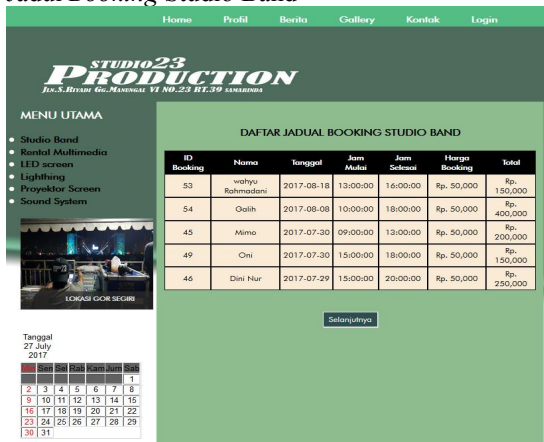 Jadual Booking Studio Band
Home Profil Berita Gallery Kontak Login
STUDIO23
PRODUCTION
JLN.S.RIYADI GG.MANUNGAL VI NO.23 RT.39 SAMARINDA
MENU UTAMA
Studio Band
Rental Multimedia
LED screen
Lighthing
Proyektor Screen
Sound System
LOKASI GOR SEGIRI
Tanggal
27 July
2017
Min Sen Sel Rab Kam Jum Sab
1
2 3 4 5 6 7 8
9 10 11 12 13 14 15
16 17 18 19 20 21 22
23 24 25 26 27 28 29
30 31
DAFTAR JADUAL BOOKING STUDIO BAND
ID Booking Nama Tanggal Jam Mulai Jam Selesai Harga Booking Total
53 wahyu Rahmadani 2017-08-18 13:00:00 16:00:00 Rp. 50,000 Rp. 150,000
54 Galih 2017-08-08 10:00:00 18:00:00 Rp. 50,000 Rp. 400,000
45 Mimo 2017-07-30 09:00:00 13:00:00 Rp. 50,000 Rp. 200,000
49 Oni 2017-07-30 15:00:00 18:00:00 Rp. 50,000 Rp. 150,000
46 Dini Nur 2017-07-29 15:00:00 20:00:00 Rp. 50,000 Rp. 250,000
Selanjutnya